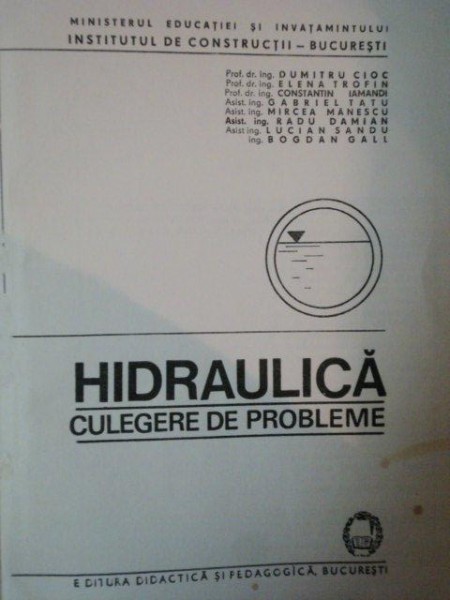 MINISTERUL EDUCAȚIEI ȘI INVAȚAMINTULUI
INSTITUTUL DE CONSTRUCȚII – BUCUREȘTI
Prof. dr. ing. DUMITRU CIOC
Prof. dr. ing. ELENA TROFIN
Prof. dr. ing. CONSTANTIN IAMANDI
Asist. ing. GABRIEL TATU
Asist. ing. MIRCEA MĂNESCU
Asist. ing. RADU DAMIAN
Asist ing. LUCIAN SANDU
ing. BOGDAN GALL
HIDRAULICĂ
CULEGERE DE PROBLEME
EDITURA DIDACTICĂ ȘI PEDAGOGICĂ, BUCUREȘTI